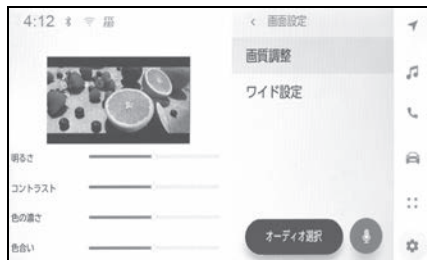 4:12
明るさ
コントラスト
色の濃さ
色合い
< 画面設定
画質調整
ワイド設定
オーディオ選択